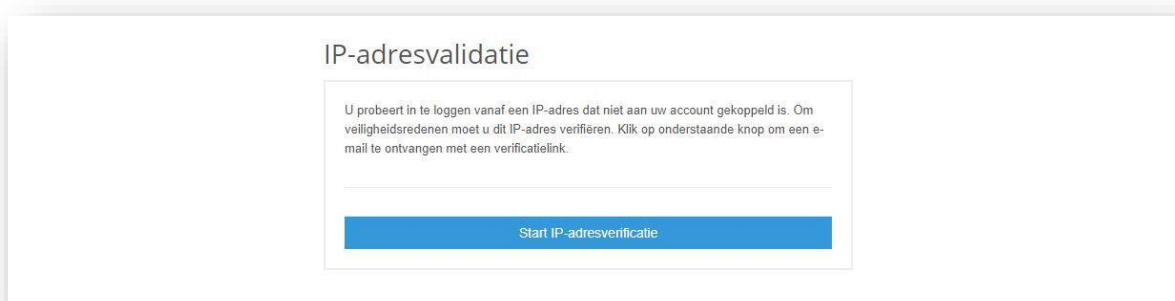 IP-adresvalidatie
U probeert in te loggen vanaf een IP-adres dat niet aan uw account gekoppeld is. Om
veiligheidsredenen moet u dit IP-adres verifiëren. Klik op onderstaande knop om een e-
mail te ontvangen met een verificatielink.
Start IP-adresverificatie